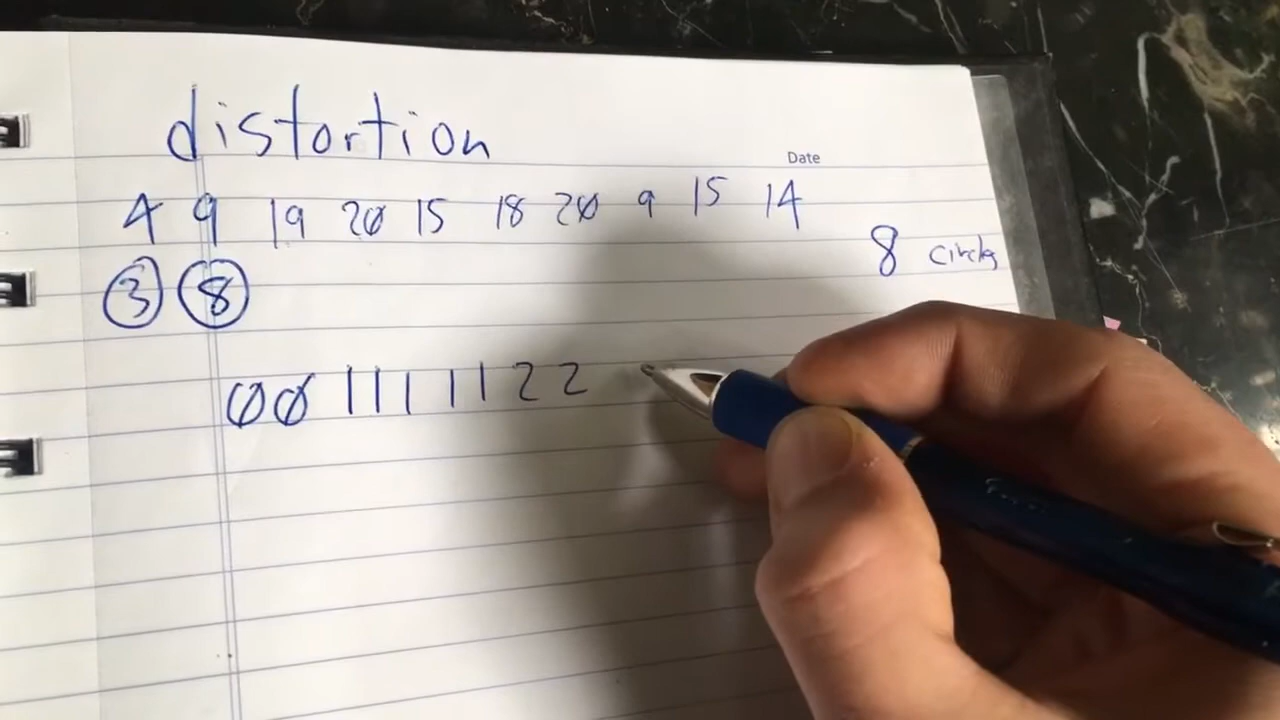 distortion
Date
4 9 19 20 15 18 20 9 15 14
8 circles
3 8
0 0 1 1 1 1 1 2 2